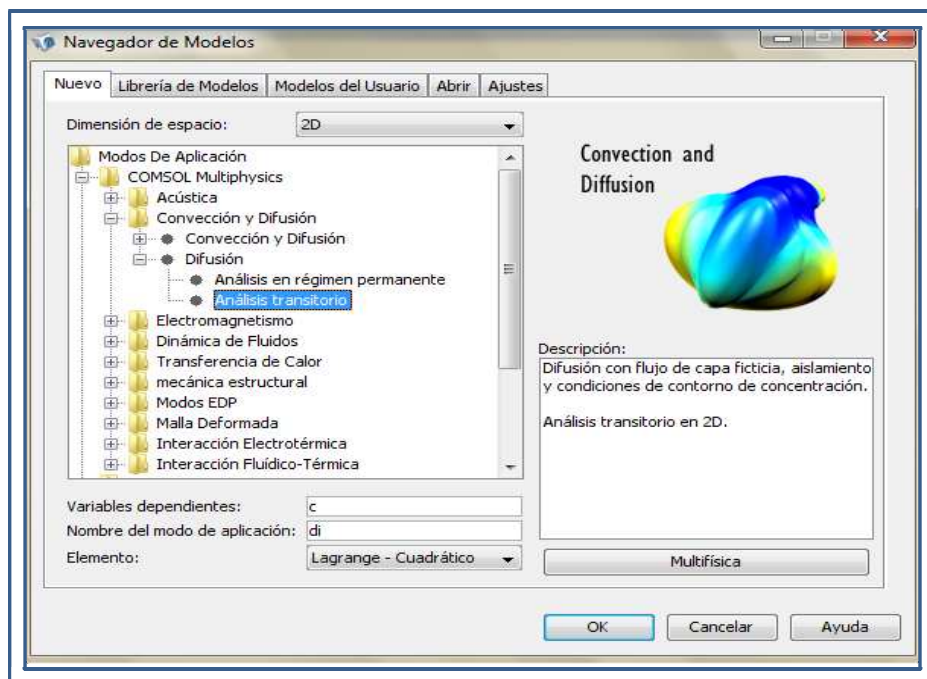 Navegador de Modelos
Nuevo Librería de Modelos Modelos del Usuario Abrir Ajustes
Dimensión de espacio: 2D
Modos De Aplicación
COMSOL Multiphysics
Acústica
Convección y Difusión
Convección y Difusión
Difusión
Análisis en régimen permanente
Análisis transitorio
Electromagnetismo
Dinámica de Fluidos
Transferencia de Calor
mecánica estructural
Modos EDP
Malla Deformada
Interacción Electrotérmica
Interacción Fluídico-Térmica
Variables dependientes: c
Nombre del modo de aplicación: di
Elemento: Lagrange - Cuadrático
Convection and
Diffusion
Descripción:
Difusión con flujo de capa ficticia, aislamiento
y condiciones de contorno de concentración.
Análisis transitorio en 2D.
Multifísica
OK Cancelar Ayuda